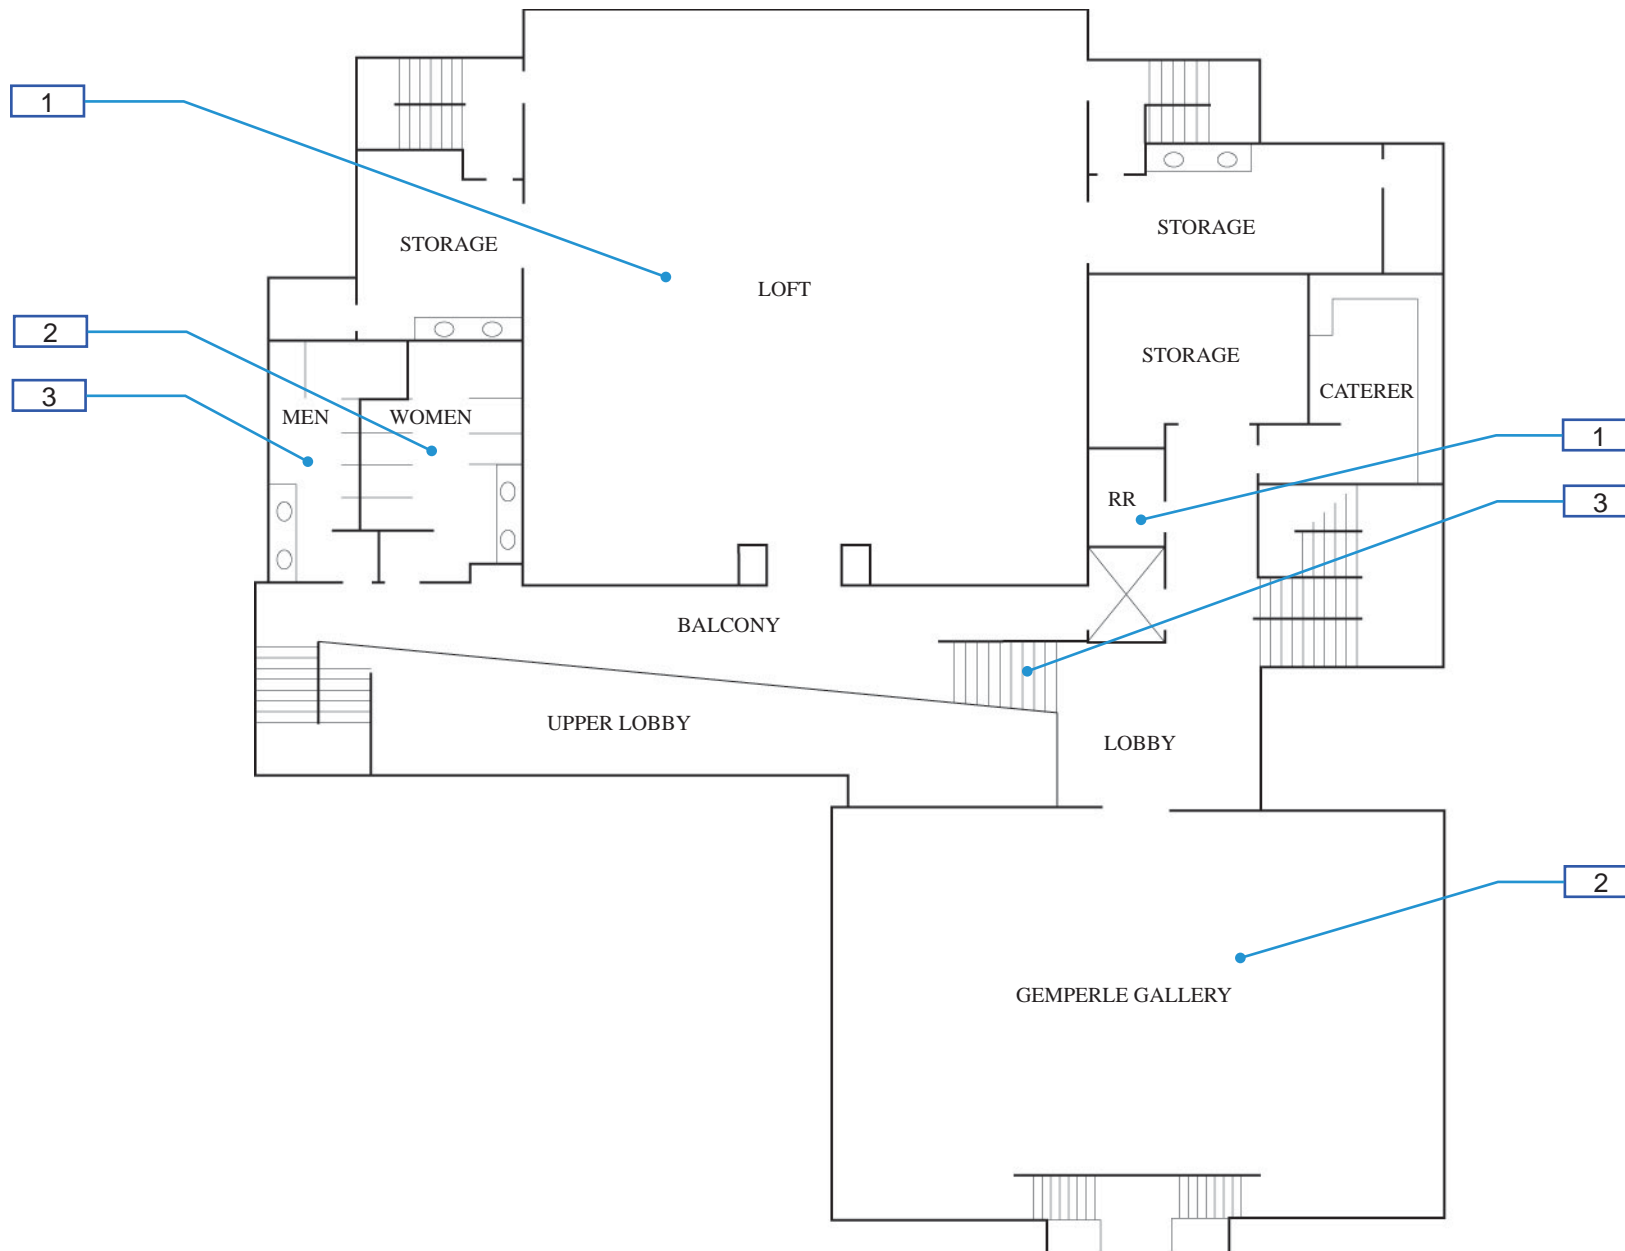 1
STORAGE
STORAGE
LOFT
2
STORAGE
3
MEN
WOMEN
CATERER
1
RR
3
BALCONY
UPPER LOBBY
LOBBY
2
GEMPERLE GALLERY